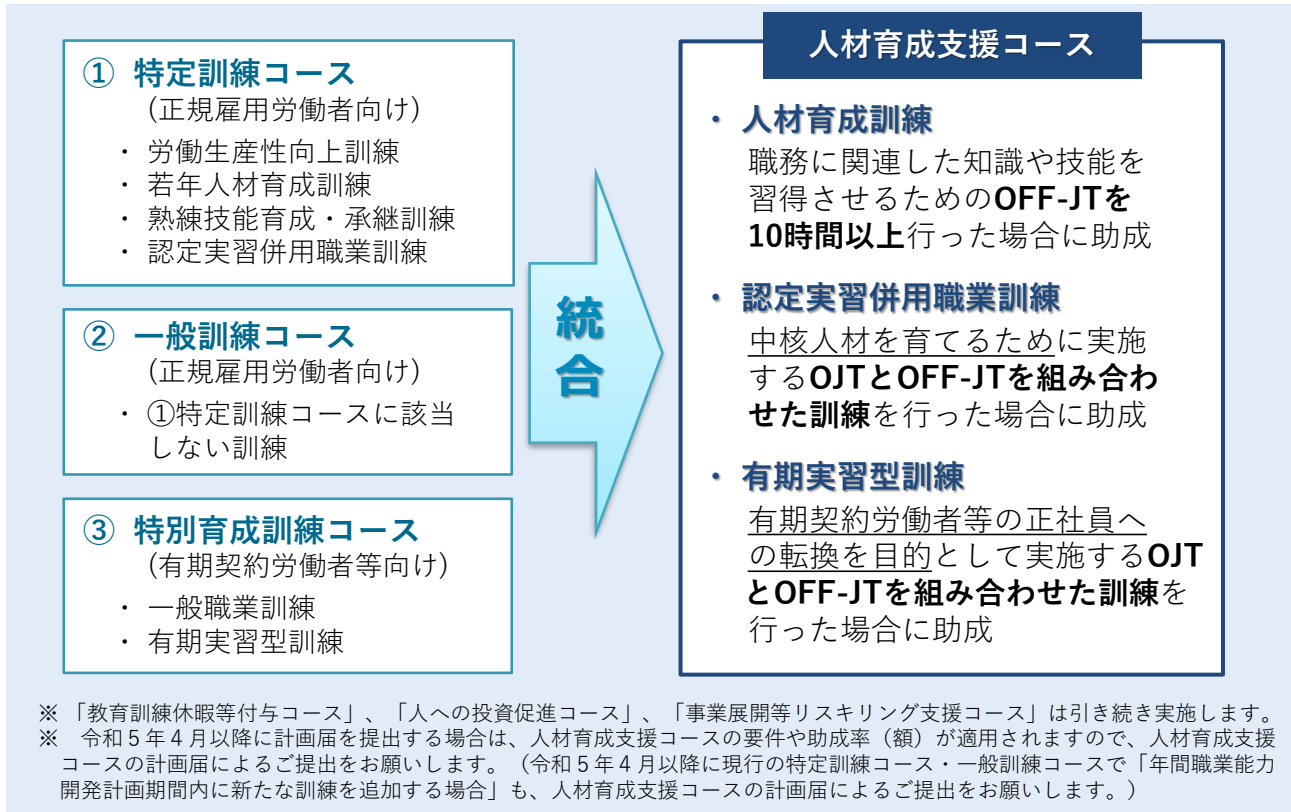 ① 特定訓練コース
(正規雇用労働者向け)
・ 労働生産性向上訓練
・ 若年人材育成訓練
・ 熟練技能育成・承継訓練
・ 認定実習併用職業訓練
② 一般訓練コース
(正規雇用労働者向け)
・ ①特定訓練コースに該当
しない訓練
③ 特別育成訓練コース
(有期契約労働者等向け)
・ 一般職業訓練
・ 有期実習型訓練
統
合
人材育成支援コース
・ 人材育成訓練
職務に関連した知識や技能を
習得させるためのOFF-JTを
10時間以上行った場合に助成
・ 認定実習併用職業訓練
中核人材を育てるために実施
するOJTとOFF-JTを組み合わ
せた訓練を行った場合に助成
・ 有期実習型訓練
有期契約労働者等の正社員へ
の転換を目的として実施するOJT
とOFF-JTを組み合わせた訓練を
行った場合に助成
※ 「教育訓練休暇等付与コース」、「人への投資促進コース」、「事業展開等リスキリング支援コース」は引き続き実施します。
※ 令和5年4月以降に計画届を提出する場合は、人材育成支援コースの要件や助成率（額）が適用されますので、人材育成支援
コースの計画届によるご提出をお願いします。（令和5年4月以降に現行の特定訓練コース・一般訓練コースで「年間職業能力
開発計画期間内に新たな訓練を追加する場合」も、人材育成支援コースの計画届によるご提出をお願いします。）